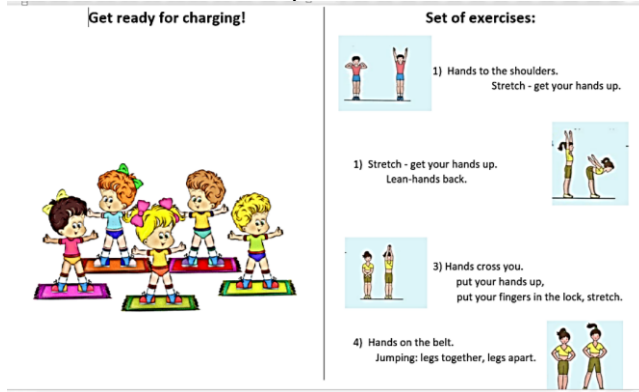 Get ready for charging!
Set of exercises:
1) Hands to the shoulders.
Stretch - get your hands up.
1) Stretch - get your hands up.
Lean-hands back.
3) Hands cross you.
put your hands up,
put your fingers in the lock, stretch.
4) Hands on the belt.
Jumping: legs together, legs apart.